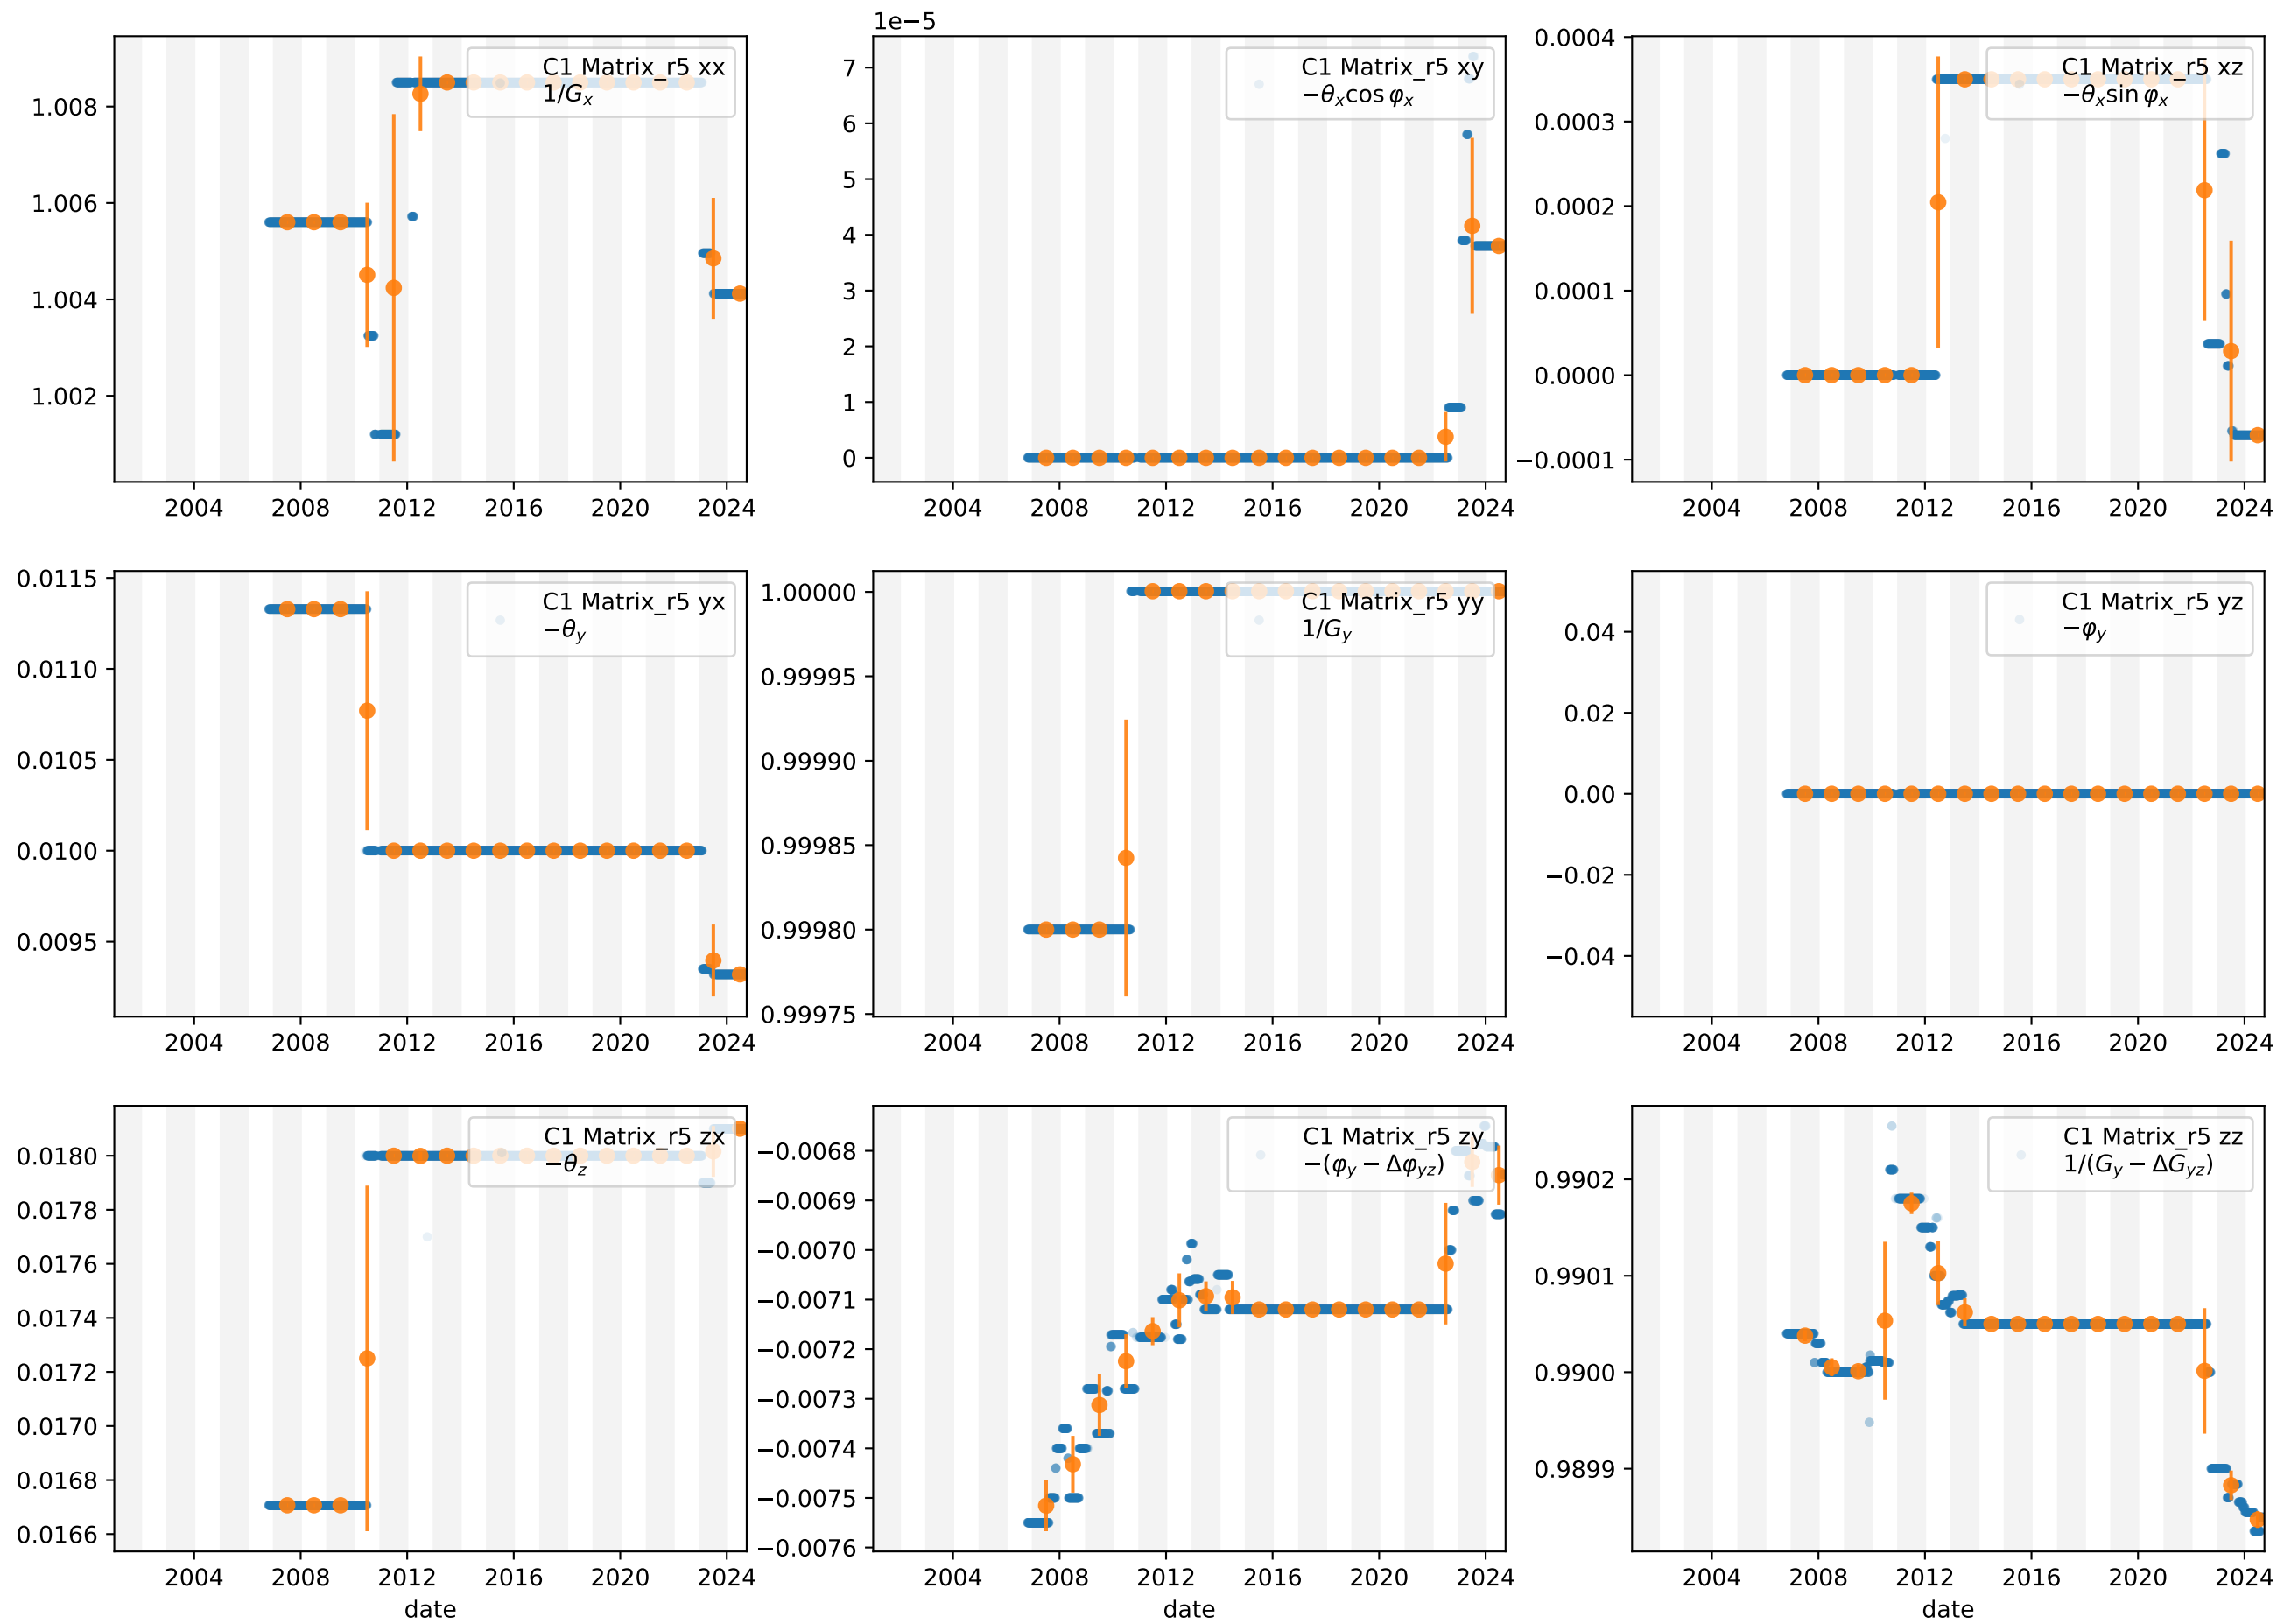 1e−5
C1 Matrix_r5 xx
1/G_x
1.008
1.006
1.004
1.002
2004 2008 2012 2016 2020 2024
C1 Matrix_r5 xy
−θ_x cos φ_x
7
6
5
4
3
2
1
0
2004 2008 2012 2016 2020 2024
C1 Matrix_r5 xz
−θ_x sin φ_x
0.0004
0.0003
0.0002
0.0001
0.0000
−0.0001
2004 2008 2012 2016 2020 2024
C1 Matrix_r5 yx
−θ_y
0.0115
0.0110
0.0105
0.0100
0.0095
2004 2008 2012 2016 2020 2024
C1 Matrix_r5 yy
1/G_y
1.00000
0.99995
0.99990
0.99985
0.99980
0.99975
2004 2008 2012 2016 2020 2024
C1 Matrix_r5 yz
−φ_y
0.04
0.02
0.00
−0.02
−0.04
2004 2008 2012 2016 2020 2024
C1 Matrix_r5 zx
−θ_z
0.0180
0.0178
0.0176
0.0174
0.0172
0.0170
0.0168
0.0166
2004 2008 2012 2016 2020 2024
date
C1 Matrix_r5 zy
−(φ_y − Δφ_yz)
−0.0068
−0.0069
−0.0070
−0.0071
−0.0072
−0.0073
−0.0074
−0.0075
−0.0076
2004 2008 2012 2016 2020 2024
date
C1 Matrix_r5 zz
1/(G_y − ΔG_yz)
0.9902
0.9901
0.9900
0.9899
2004 2008 2012 2016 2020 2024
date